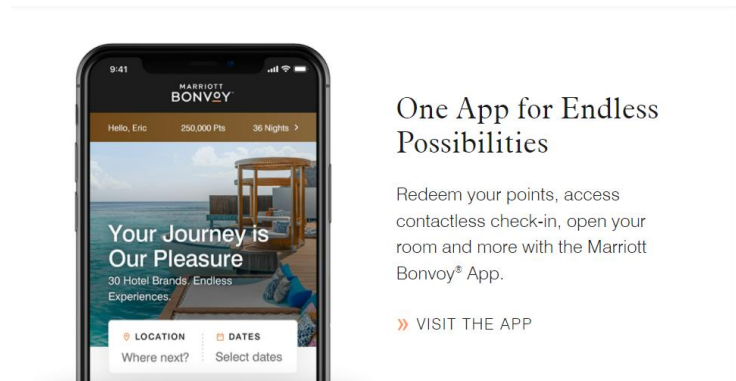 9:41
MARRIOTT
BONVOY™
Hello, Eric 250,000 Pts 36 Nights >
Your Journey is
Our Pleasure
30 Hotel Brands. Endless
Experiences.
LOCATION DATES
Where next? Select dates
One App for Endless
Possibilities
Redeem your points, access
contactless check-in, open your
room and more with the Marriott
Bonvoy® App.
» VISIT THE APP